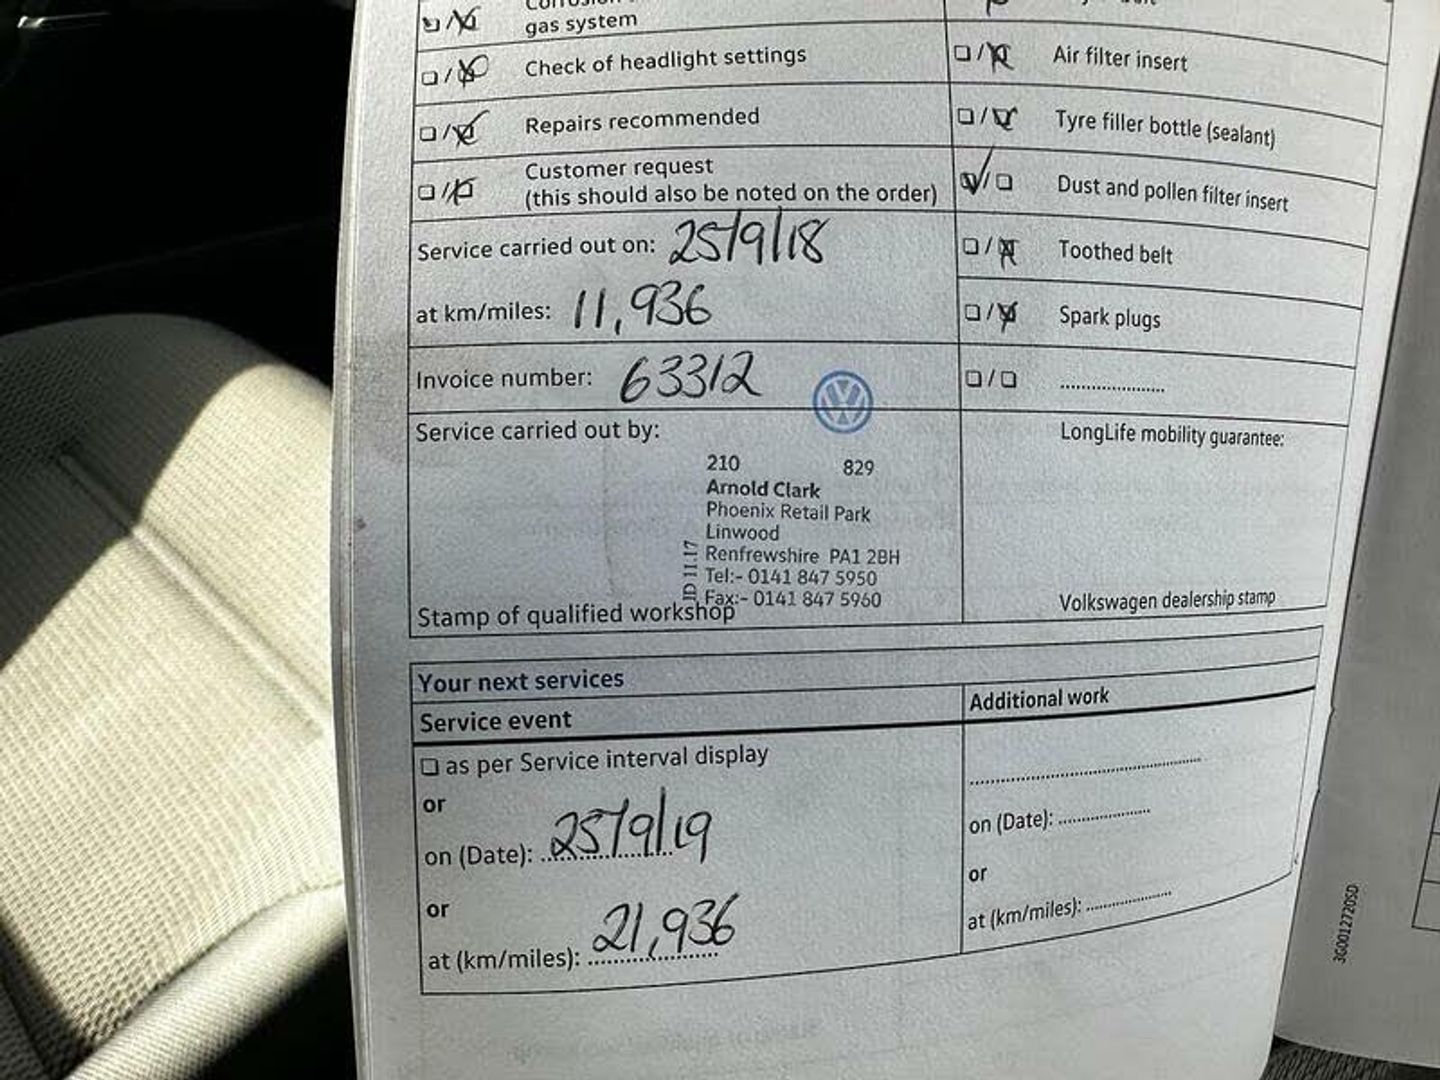 gas system
Check of headlight settings
Repairs recommended
Customer request
(this should also be noted on the order)
Service carried out on: 25/9/18
at km/miles: 11,936
Invoice number: 63312
Service carried out by:
210 829
Arnold Clark
Phoenix Retail Park
Linwood
Renfrewshire PA1 2BH
Tel:- 0141 847 5950
Fax:- 0141 847 5960
JD 11.17
Stamp of qualified workshop
Air filter insert
Tyre filler bottle (sealant)
Dust and pollen filter insert
Toothed belt
Spark plugs
LongLife mobility guarantee:
Volkswagen dealership stamp
Your next services
Service event
as per Service interval display
or
on (Date): 25/9/19
or
at (km/miles): 21,936
Additional work
on (Date):
or
at (km/miles):
3G0012720SD